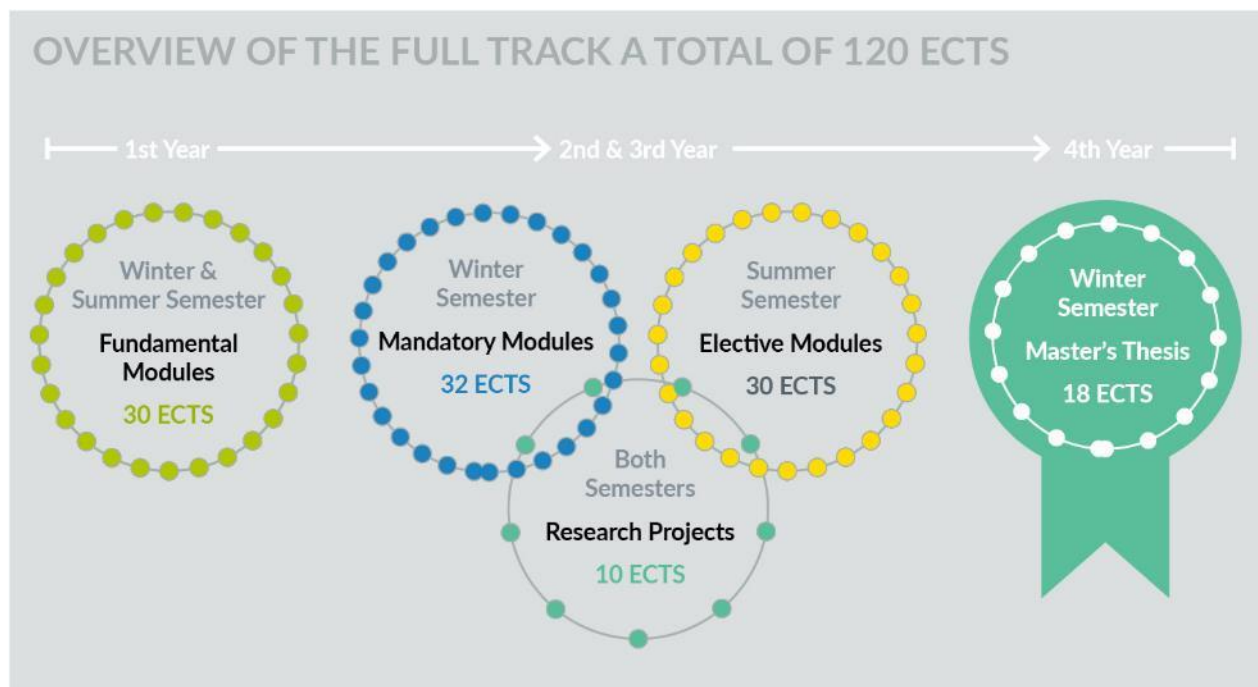 OVERVIEW OF THE FULL TRACK A TOTAL OF 120 ECTS
1st Year
2nd & 3rd Year
4th Year
Winter &
Summer Semester
Fundamental
Modules
30 ECTS
Winter
Semester
Mandatory Modules
32 ECTS
Summer
Semester
Elective Modules
30 ECTS
Both
Semesters
Research Projects
10 ECTS
Winter
Semester
Master's Thesis
18 ECTS